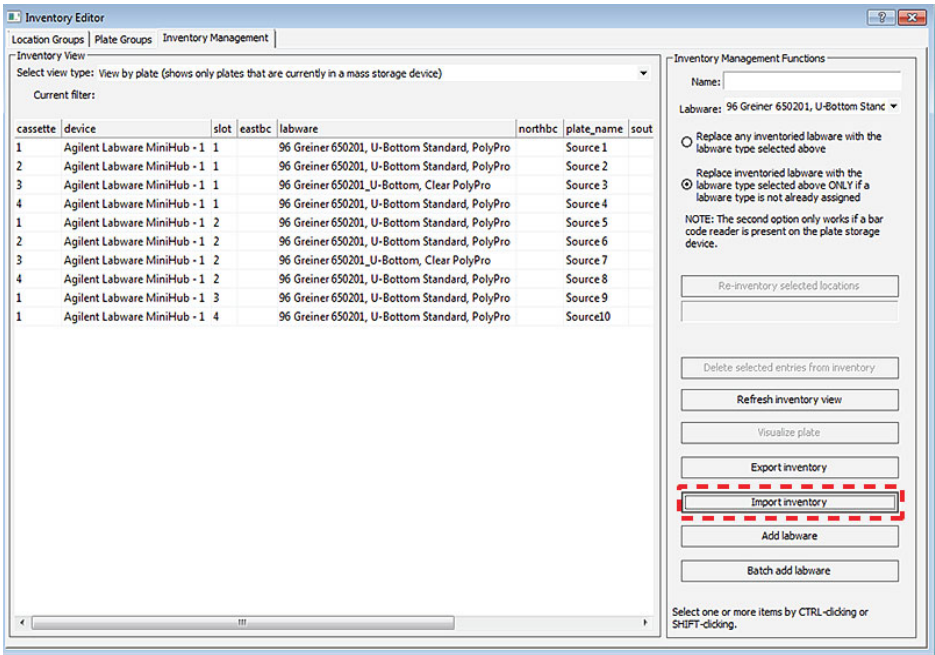 Inventory Editor
Location Groups Plate Groups Inventory Management
Inventory View
Select view type: View by plate (shows only plates that are currently in a mass storage device)
Current filter:
cassette device slot eastbc labware northbc plate_name sout
1 Agilent Labware MiniHub - 1 1 96 Greiner 650201, U-Bottom Standard, PolyPro Source 1
2 Agilent Labware MiniHub - 1 1 96 Greiner 650201, U-Bottom Standard, PolyPro Source 2
3 Agilent Labware MiniHub - 1 1 96 Greiner 650201_U-Bottom, Clear PolyPro Source 3
4 Agilent Labware MiniHub - 1 1 96 Greiner 650201, U-Bottom Standard, PolyPro Source 4
1 Agilent Labware MiniHub - 1 2 96 Greiner 650201, U-Bottom Standard, PolyPro Source 5
2 Agilent Labware MiniHub - 1 2 96 Greiner 650201, U-Bottom Standard, PolyPro Source 6
3 Agilent Labware MiniHub - 1 2 96 Greiner 650201_U-Bottom, Clear PolyPro Source 7
4 Agilent Labware MiniHub - 1 2 96 Greiner 650201, U-Bottom Standard, PolyPro Source 8
1 Agilent Labware MiniHub - 1 3 96 Greiner 650201, U-Bottom Standard, PolyPro Source 9
1 Agilent Labware MiniHub - 1 4 96 Greiner 650201, U-Bottom Standard, PolyPro Source10
Inventory Management Functions
Name:
Labware: 96 Greiner 650201, U-Bottom Stanc
Replace any inventoried labware with the
labware type selected above
Replace inventoried labware with the
labware type selected above ONLY if a
labware type is not already assigned
NOTE: The second option only works if a bar
code reader is present on the plate storage
device.
Re-inventory selected locations
Delete selected entries from inventory
Refresh inventory view
Visualize plate
Export inventory
Import inventory
Add labware
Batch add labware
Select one or more items by CTRL-clicking or
SHIFT-clicking.